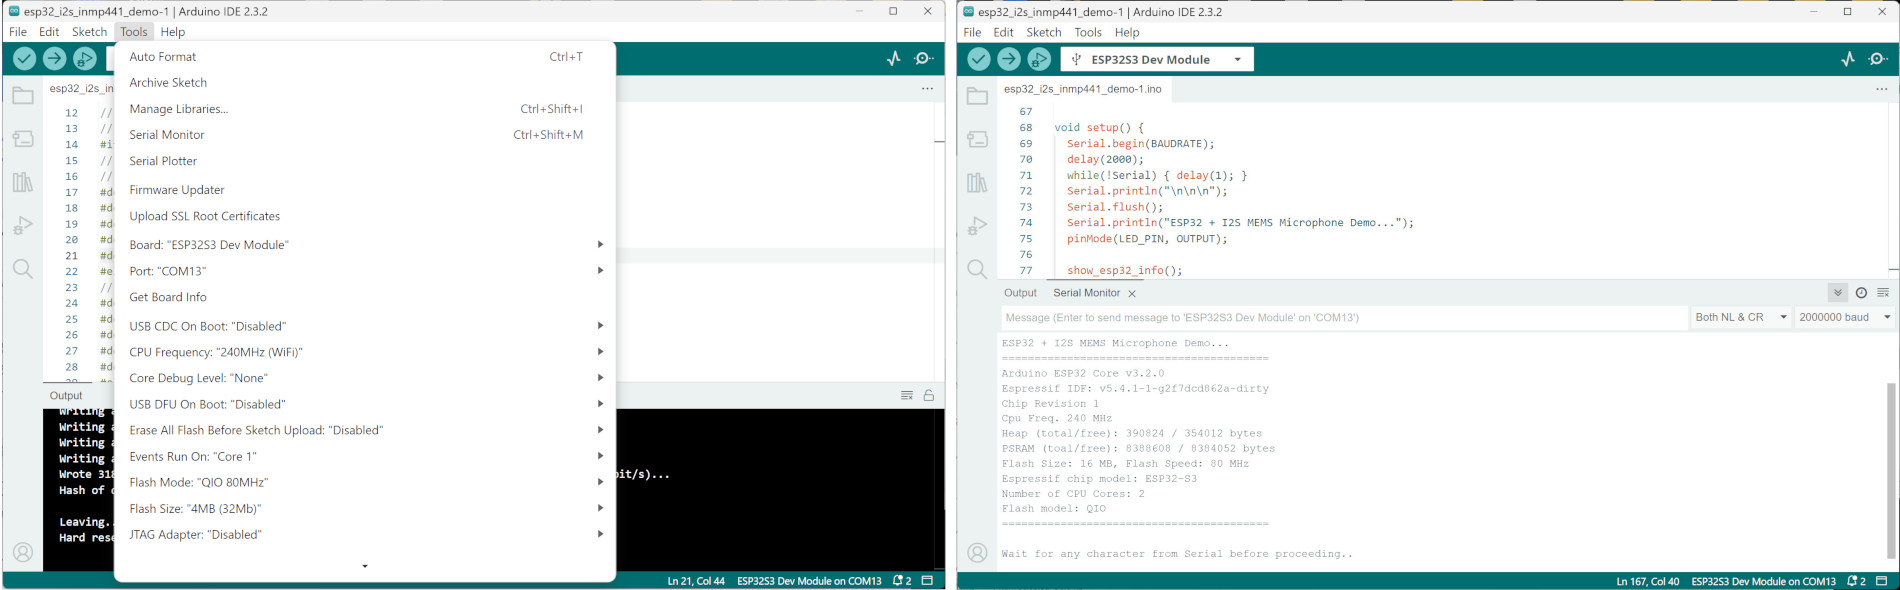 esp32_i2s_inmp441_demo-1 | Arduino IDE 2.3.2
File Edit Sketch Tools Help
Auto Format Ctrl+T
Archive Sketch
Manage Libraries... Ctrl+Shift+I
Serial Monitor Ctrl+Shift+M
Serial Plotter
Firmware Updater
Upload SSL Root Certificates
Board: "ESP32S3 Dev Module"
Port: "COM13"
Get Board Info
USB CDC On Boot: "Disabled"
CPU Frequency: "240MHz (WiFi)"
Core Debug Level: "None"
USB DFU On Boot: "Disabled"
Erase All Flash Before Sketch Upload: "Disabled"
Events Run On: "Core 1"
Flash Mode: "QIO 80MHz"
Flash Size: "4MB (32Mb)"
JTAG Adapter: "Disabled"
esp32_i2s_in
12 //
13 //
14 #i
15 //
16 //
17 #d
18 #d
19 #d
20 #d
21 #d
22 #e
23 //
24 #d
25 #d
26 #d
27 #d
28 #d
Output
Writing
Writing
Writing
Writing
Wrote 318 bit/s)...
Hash of
Leaving..
Hard rese
Ln 21, Col 44 ESP32S3 Dev Module on COM13 2
esp32_i2s_inmp441_demo-1 | Arduino IDE 2.3.2
File Edit Sketch Tools Help
ESP32S3 Dev Module
esp32_i2s_inmp441_demo-1.ino
67
68 void setup() {
69 Serial.begin(BAUDRATE);
70 delay(2000);
71 while(!Serial) { delay(1); }
72 Serial.println("\n\n\n");
73 Serial.flush();
74 Serial.println("ESP32 + I2S MEMS Microphone Demo...");
75 pinMode(LED_PIN, OUTPUT);
76
77 show_esp32_info();
Output Serial Monitor
Message (Enter to send message to 'ESP32S3 Dev Module' on 'COM13') Both NL & CR 2000000 baud
ESP32 + I2S MEMS Microphone Demo...
=========================================
Arduino ESP32 Core v3.2.0
Espressif IDF: v5.4.1-1-g2f7dcd862a-dirty
Chip Revision 1
Cpu Freq. 240 MHz
Heap (total/free): 390824 / 354012 bytes
PSRAM (toal/free): 8388608 / 8384052 bytes
Flash Size: 16 MB, Flash Speed: 80 MHz
Espressif chip model: ESP32-S3
Number of CPU Cores: 2
Flash model: QIO
=========================================
Wait for any character from Serial before proceeding..
Ln 167, Col 40 ESP32S3 Dev Module on COM13 2